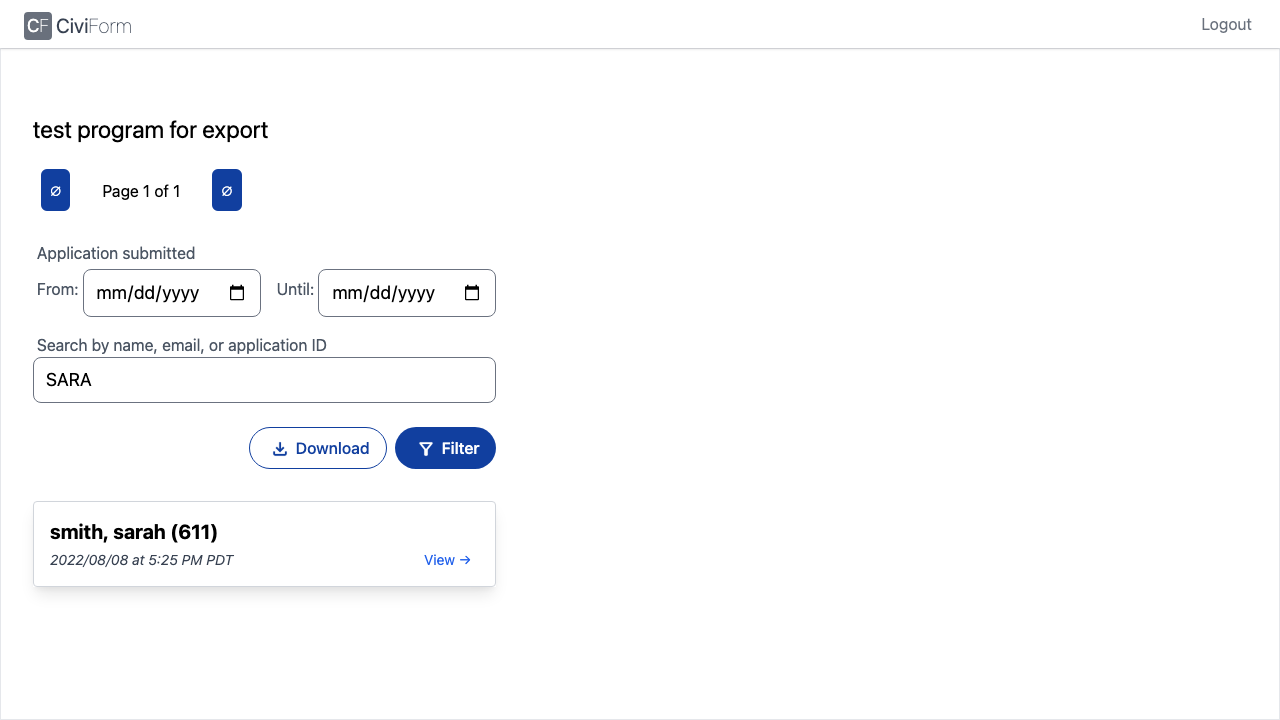 CF CiviForm
Logout
test program for export
∅ Page 1 of 1 ∅
Application submitted
From: mm/dd/yyyy Until: mm/dd/yyyy
Search by name, email, or application ID
SARA
Download Filter
smith, sarah (611)
2022/08/08 at 5:25 PM PDT View →